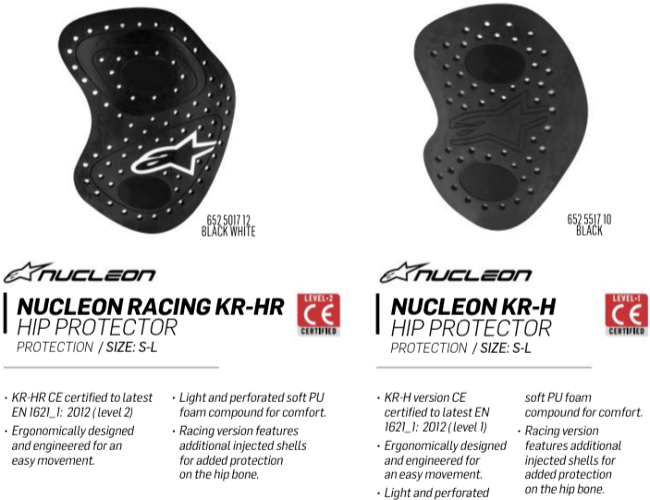 652 5017 12
BLACK WHITE
NUCLEON
NUCLEON RACING KR-HR
HIP PROTECTOR
PROTECTION / SIZE: S-L
LEVEL·2
CE
CERTIFIED
• KR-HR CE certified to latest
EN 1621_1: 2012 ( level 2)
• Ergonomically designed
and engineered for an
easy movement.
• Light and perforated soft PU
foam compound for comfort.
• Racing version features
additional injected shells
for added protection
on the hip bone.
652 5517 10
BLACK
NUCLEON
NUCLEON KR-H
HIP PROTECTOR
PROTECTION / SIZE: S-L
LEVEL·1
CE
CERTIFIED
• KR-H version CE
certified to latest EN
1621_1: 2012 ( level 1)
• Ergonomically designed
and engineered for
an easy movement.
• Light and perforated
soft PU foam
compound for comfort.
• Racing version
features additional
injected shells for
added protection
on the hip bone.